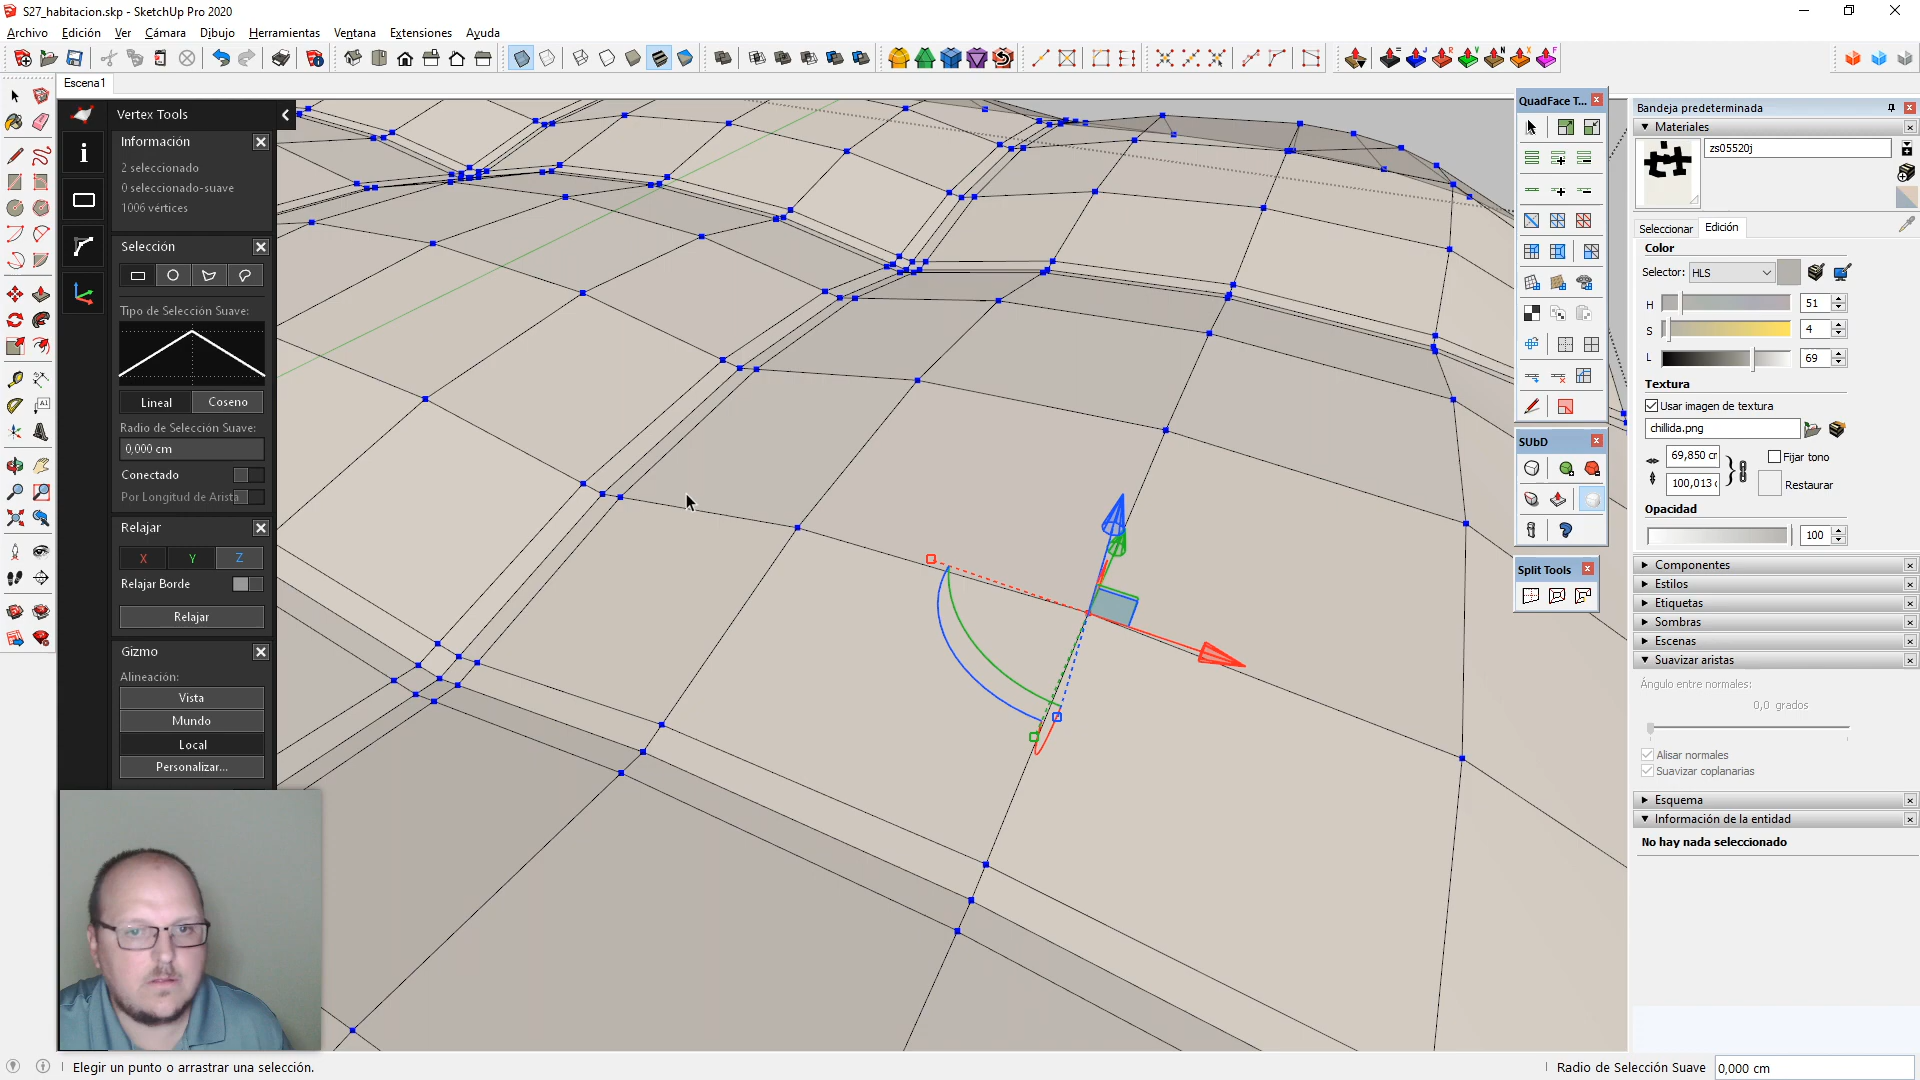 S27_habitacion.skp - SketchUp Pro 2020
Archivo Edición Ver Cámara Dibujo Herramientas Ventana Extensiones Ayuda
Escena1
Vertex Tools
Información
2 seleccionado
0 seleccionado-suave
1006 vértices
Selección
Tipo de Selección Suave:
Lineal Coseno
Radio de Selección Suave:
0,000 cm
Conectado
Por Longitud de Arista
Relajar
X Y Z
Relajar Borde
Relajar
Gizmo
Alineación:
Vista
Mundo
Local
Personalizar...
QuadFace T...
SUbD
Split Tools
Bandeja predeterminada
Materiales
zs05520j
Seleccionar Edición
Color
Selector: HLS
H 51
S 4
L 69
Textura
Usar imagen de textura
chillida.png
69,850 cr
Fijar tono
100,013 (
Restaurar
Opacidad
100
Componentes
Estilos
Etiquetas
Sombras
Escenas
Suavizar aristas
Ángulo entre normales:
0,0 grados
Alisar normales
Suavizar coplanarias
Esquema
Información de la entidad
No hay nada seleccionado
Elegir un punto o arrastrar una selección.
Radio de Selección Suave 0,000 cm